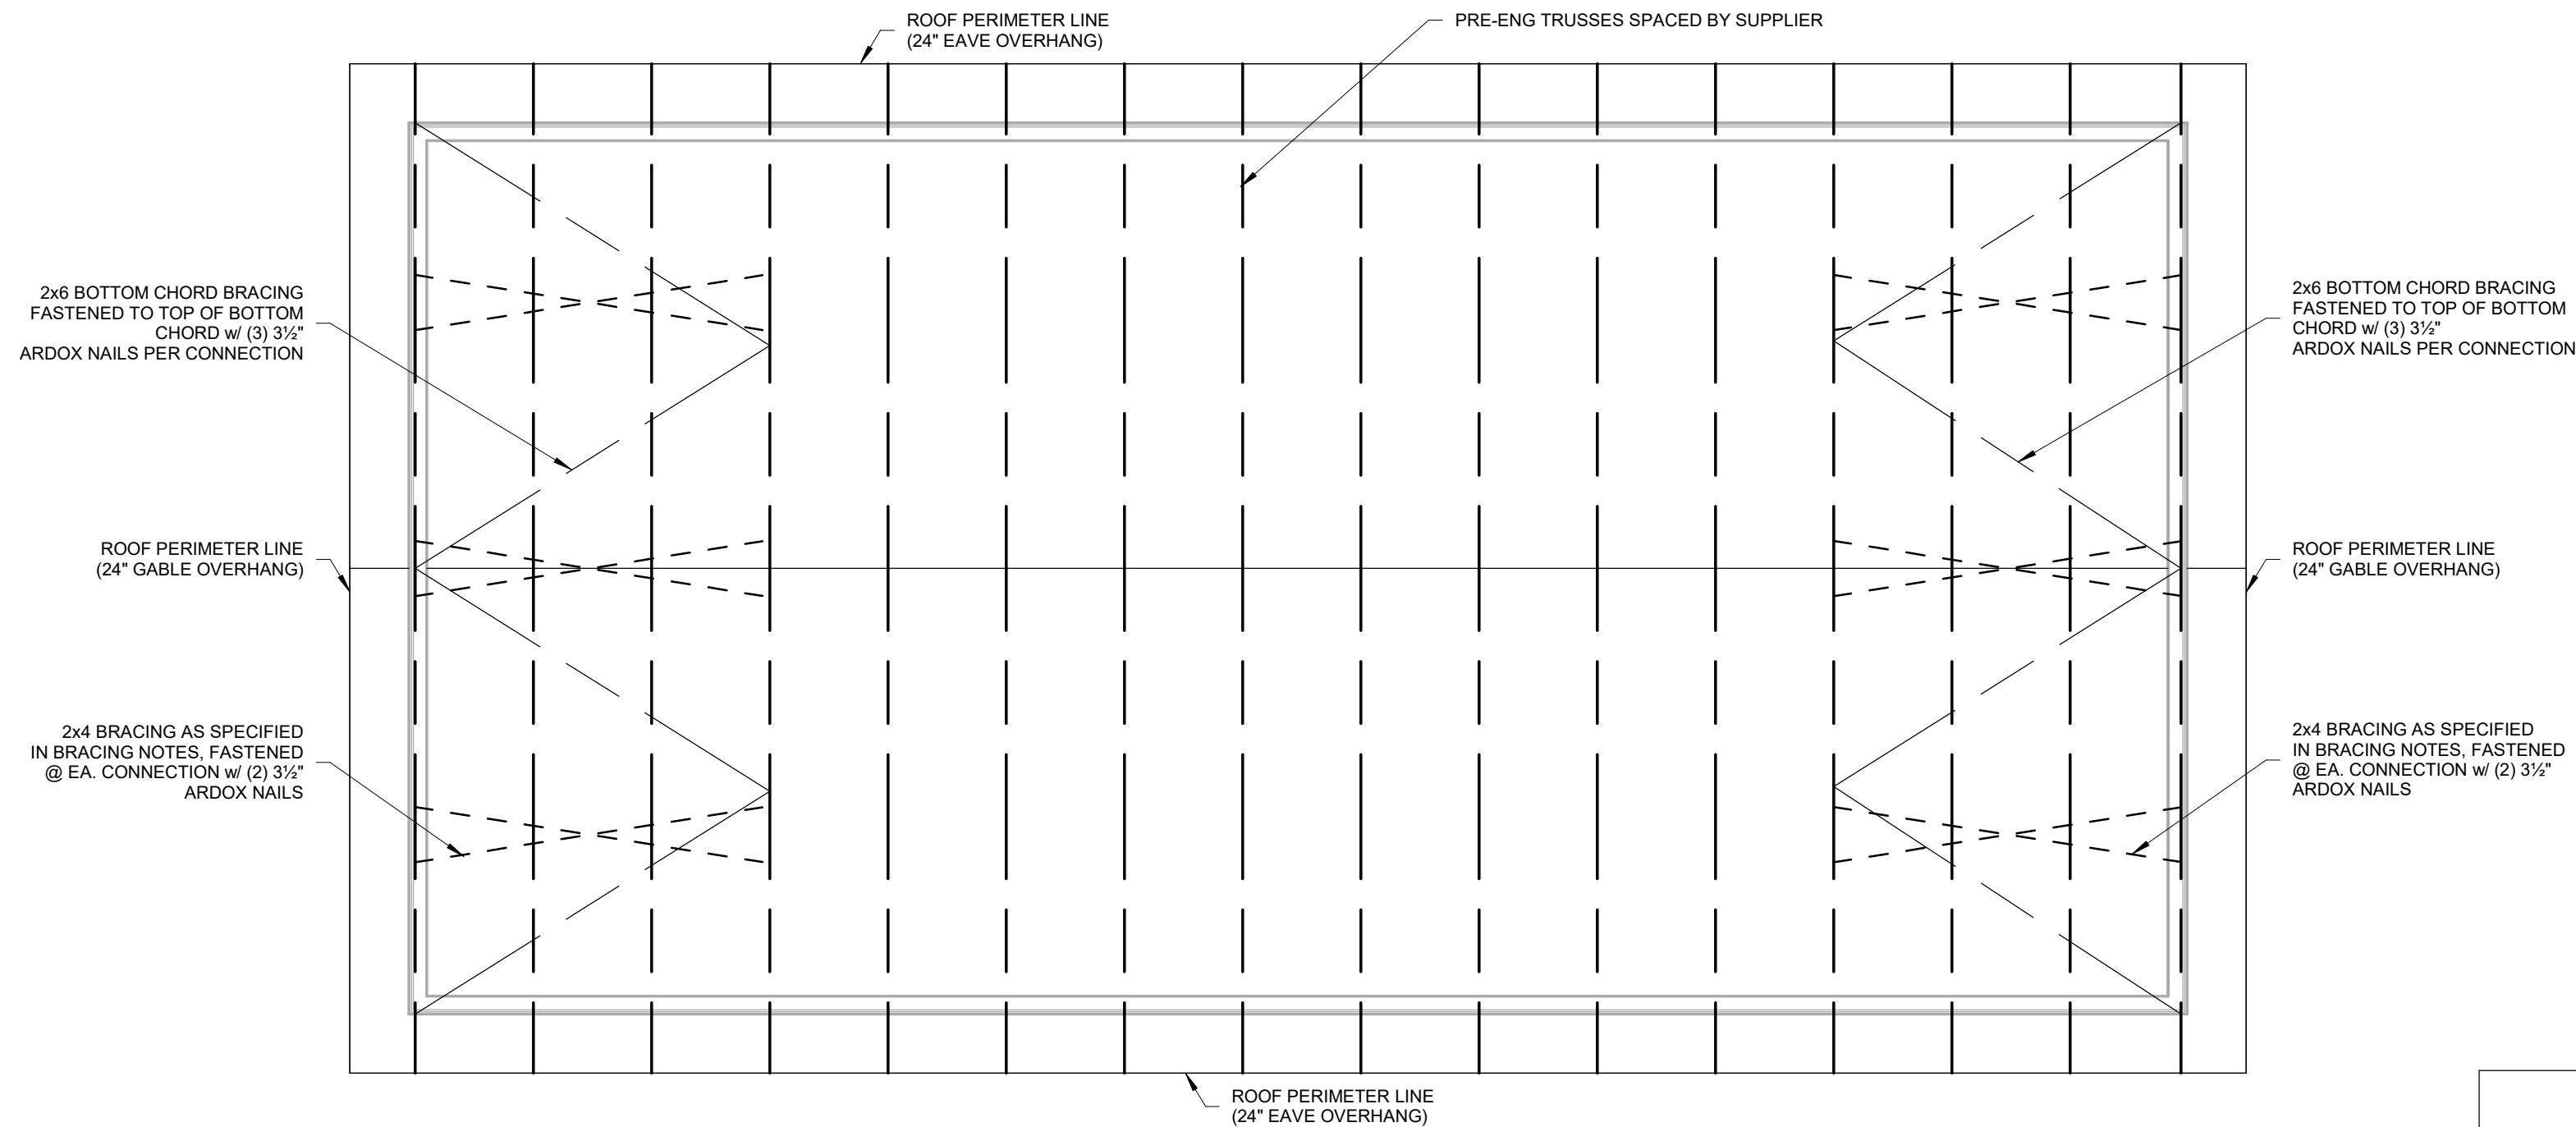 ROOF PERIMETER LINE
(24" EAVE OVERHANG)
PRE-ENG TRUSSES SPACED BY SUPPLIER
2x6 BOTTOM CHORD BRACING
FASTENED TO TOP OF BOTTOM
CHORD w/ (3) 3½"
ARDOX NAILS PER CONNECTION
2x6 BOTTOM CHORD BRACING
FASTENED TO TOP OF BOTTOM
CHORD w/ (3) 3½"
ARDOX NAILS PER CONNECTION
ROOF PERIMETER LINE
(24" GABLE OVERHANG)
ROOF PERIMETER LINE
(24" GABLE OVERHANG)
2x4 BRACING AS SPECIFIED
IN BRACING NOTES, FASTENED
@ EA. CONNECTION w/ (2) 3½"
ARDOX NAILS
2x4 BRACING AS SPECIFIED
IN BRACING NOTES, FASTENED
@ EA. CONNECTION w/ (2) 3½"
ARDOX NAILS
ROOF PERIMETER LINE
(24" EAVE OVERHANG)